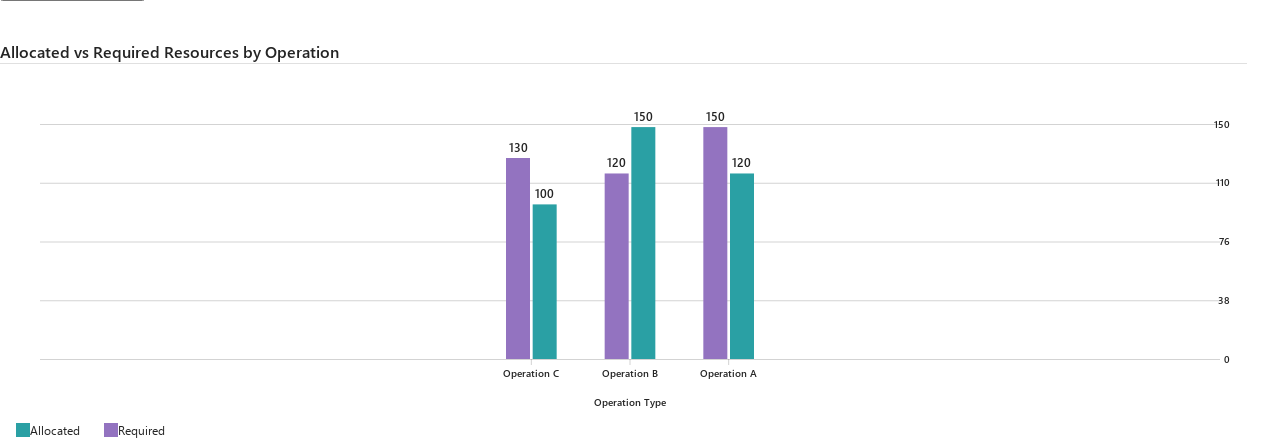 Allocated vs Required Resources by Operation
150
150
150
130
120
120
110
100
76
38
0
Operation C
Operation B
Operation A
Operation Type
Allocated
Required